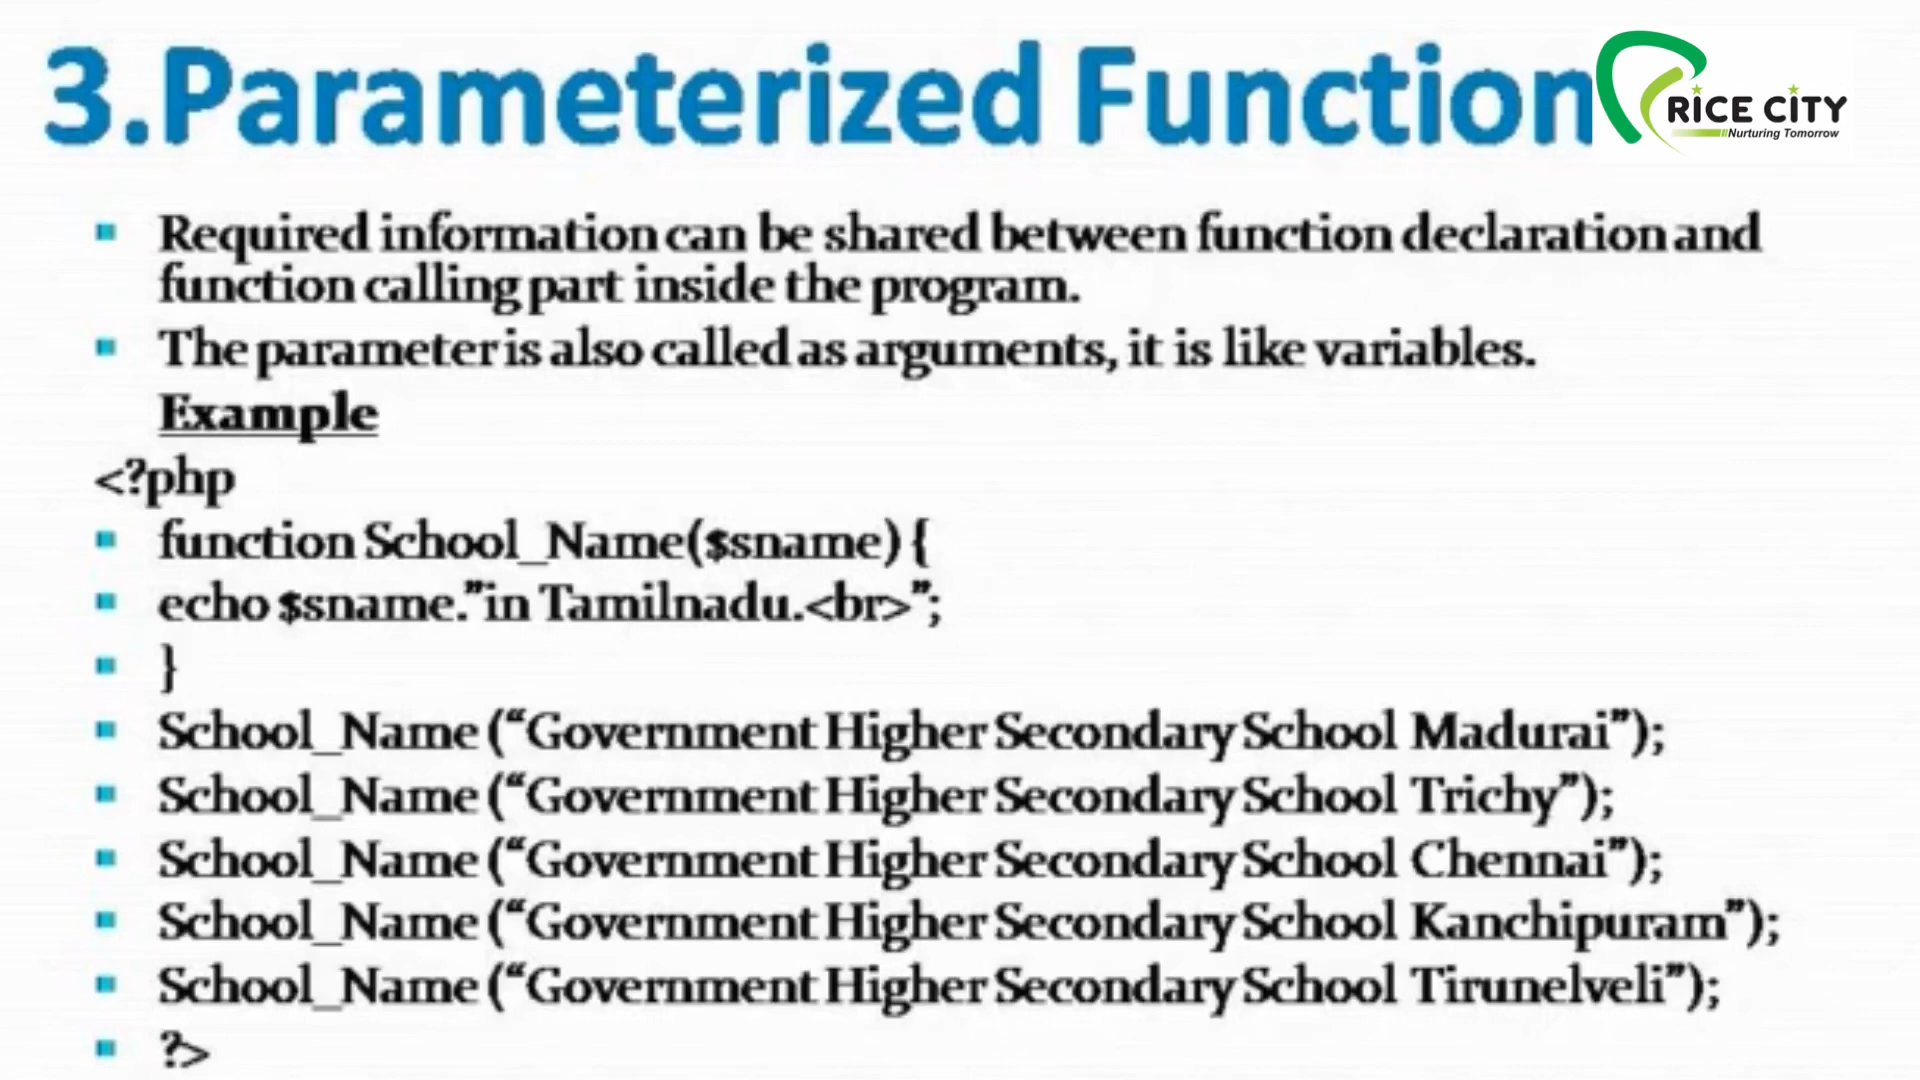 3.Parameterized Function
RICE CITY
Nurturing Tomorrow
Required information can be shared between function declaration and
function calling part inside the program.
The parameter is also called as arguments, it is like variables.
Example
<?php
function School_Name($sname) {
echo $sname.”in Tamilnadu.<br>”;
}
School_Name (“Government Higher Secondary School Madurai”);
School_Name (“Government Higher Secondary School Trichy”);
School_Name (“Government Higher Secondary School Chennai”);
School_Name (“Government Higher Secondary School Kanchipuram”);
School_Name (“Government Higher Secondary School Tirunelveli”);
?>